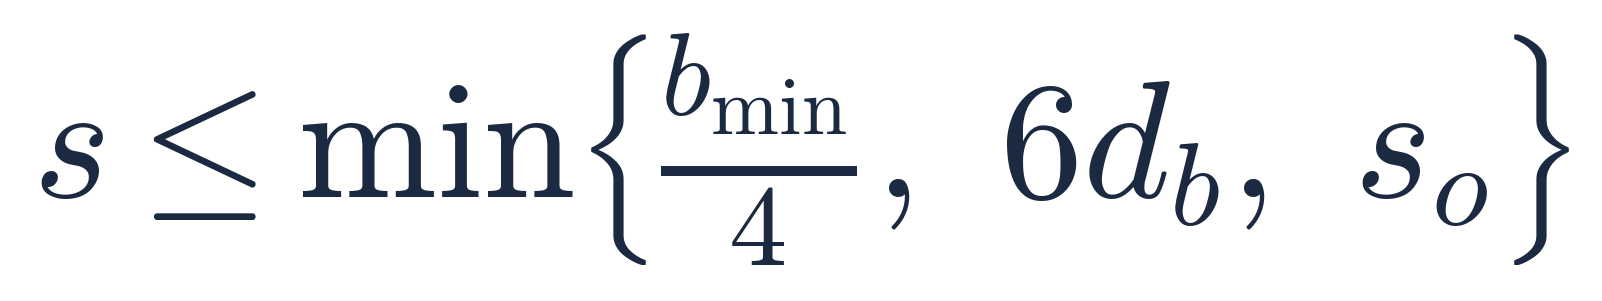 s ≤ min{ b_min/4 , 6d_b, s_o }